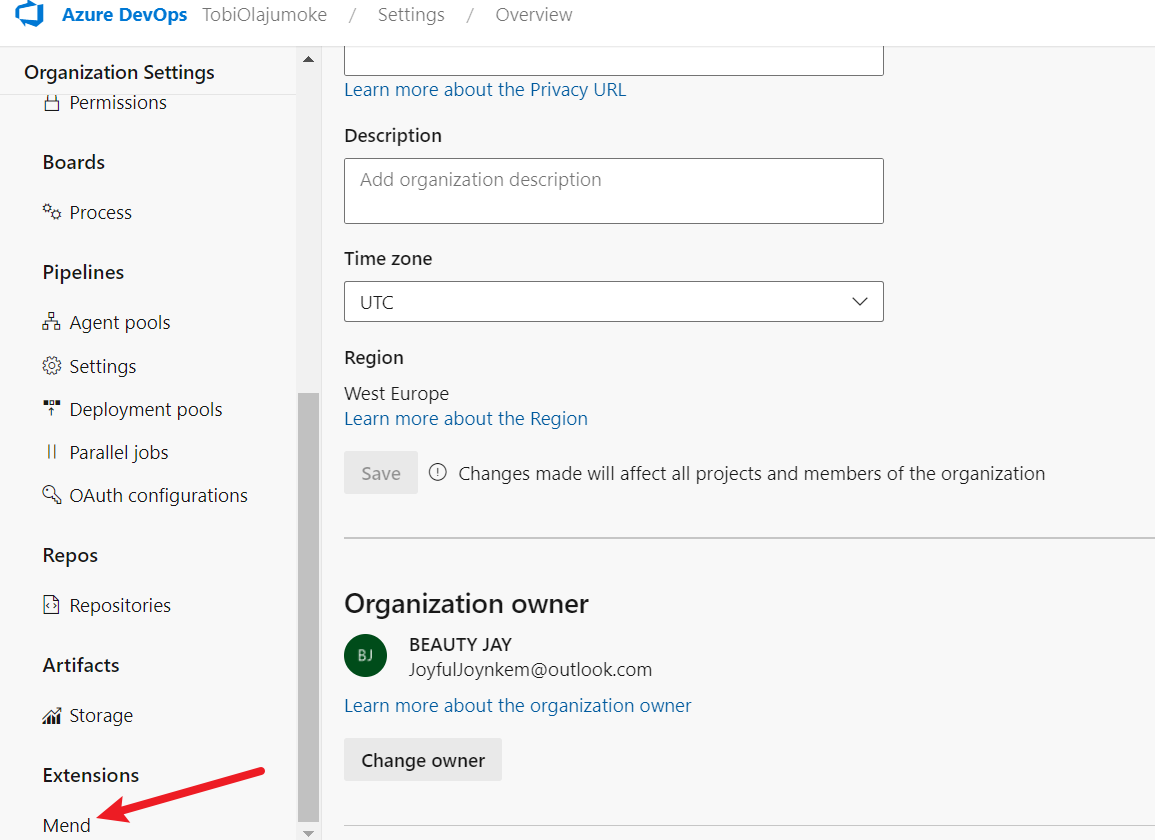 Azure DevOps TobiOlajumoke / Settings / Overview
Organization Settings
Permissions
Boards
Process
Pipelines
Agent pools
Settings
Deployment pools
Parallel jobs
OAuth configurations
Repos
Repositories
Artifacts
Storage
Extensions
Mend
Learn more about the Privacy URL
Description
Add organization description
Time zone
UTC
Region
West Europe
Learn more about the Region
Save Changes made will affect all projects and members of the organization
Organization owner
BJ
BEAUTY JAY
JoyfulJoynkem@outlook.com
Learn more about the organization owner
Change owner